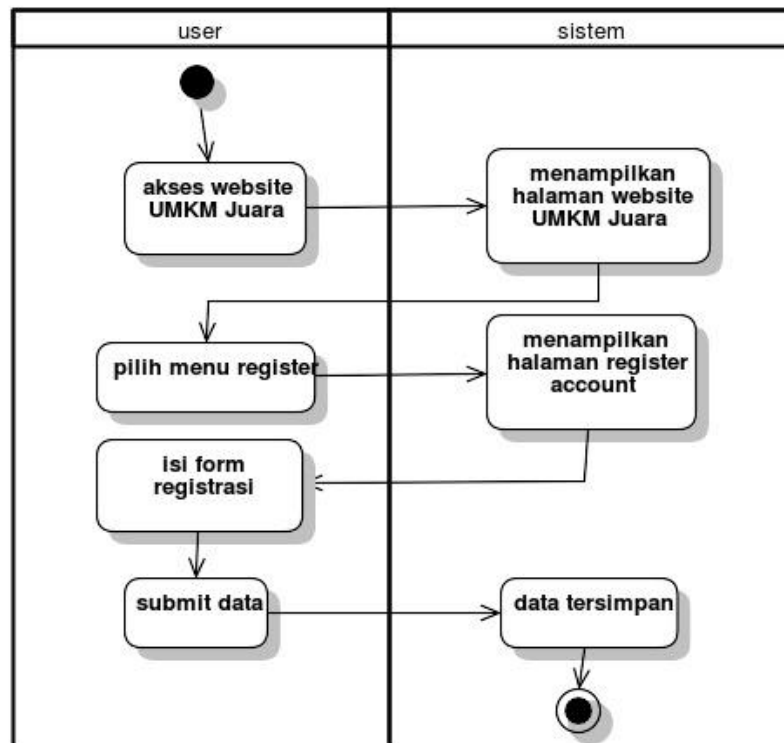 user
sistem
akses website
UMKM Juara
menampilkan
halaman website
UMKM Juara
pilih menu register
menampilkan
halaman register
account
isi form
registrasi
submit data
data tersimpan